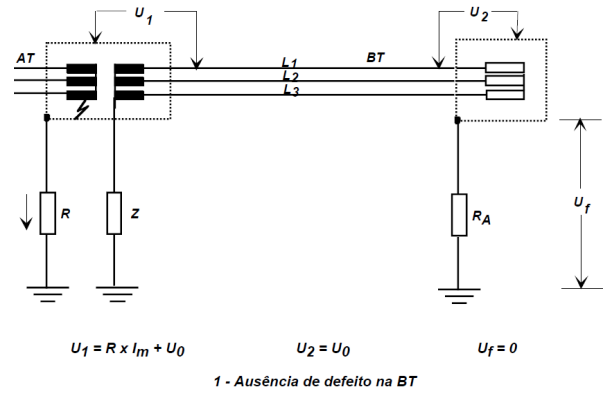 U1
U2
AT
L1
BT
L2
L3
R
Z
RA
Uf
U1 = R x Im + U0
U2 = U0
Uf = 0
1 - Ausência de defeito na BT